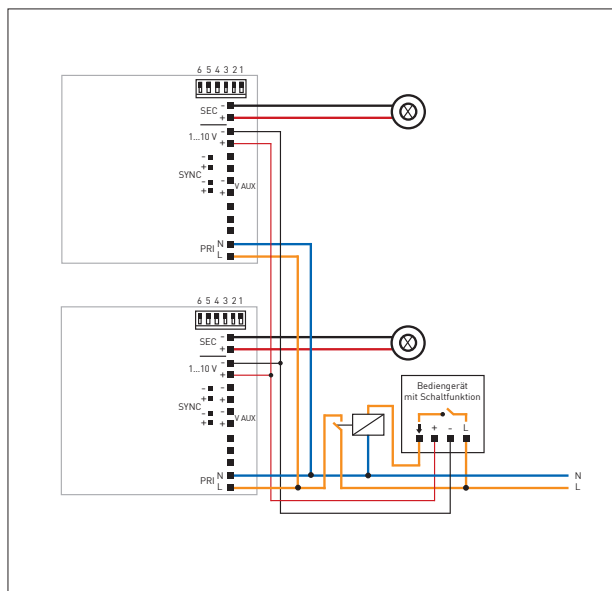 6 5 4 3 2 1
SEC -
+
1...10 V -
+
-
+
SYNC
-
+
-
+
V AUX
PRI N
L
6 5 4 3 2 1
SEC -
+
1...10 V -
+
-
+
SYNC
-
+
-
+
V AUX
PRI N
L
Bediengerät
mit Schaltfunktion
+ - L
N
L